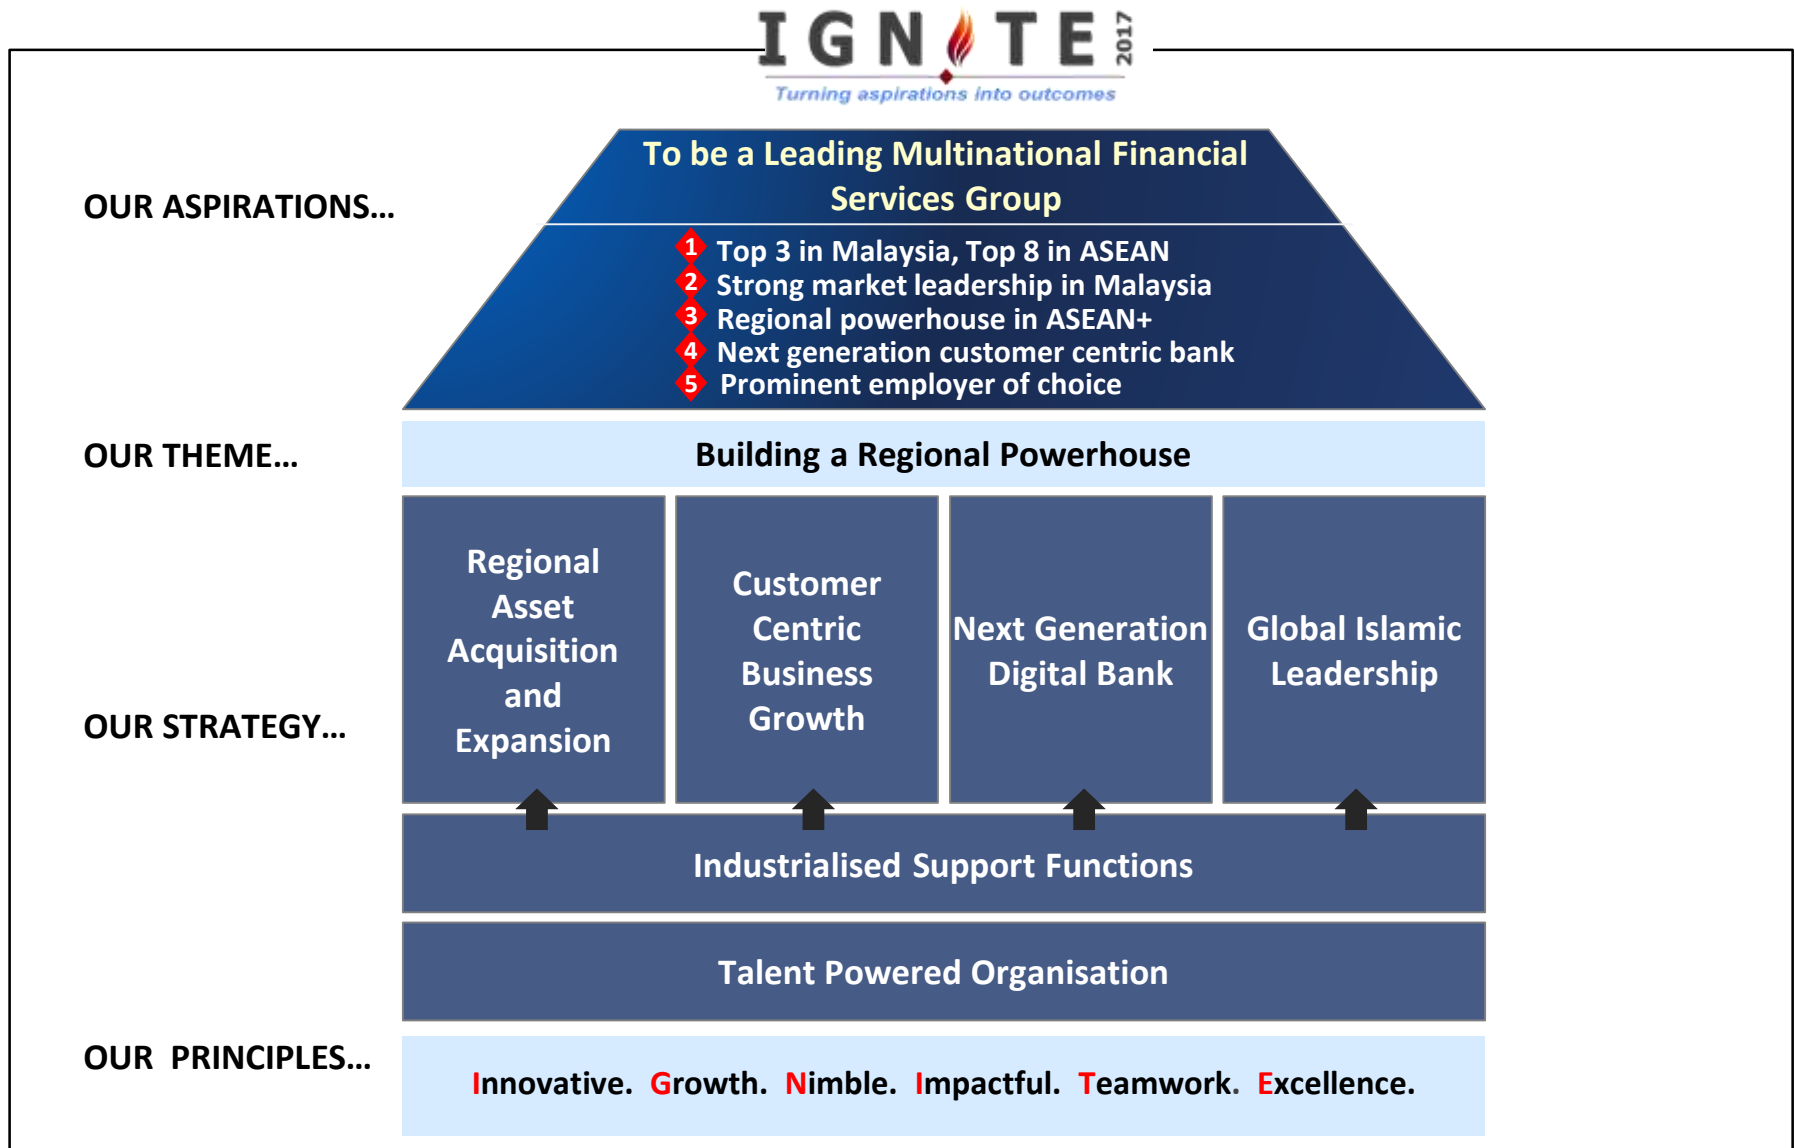 IGNITE 2017
Turning aspirations into outcomes
OUR ASPIRATIONS...
To be a Leading Multinational Financial
Services Group
1 Top 3 in Malaysia, Top 8 in ASEAN
2 Strong market leadership in Malaysia
3 Regional powerhouse in ASEAN+
4 Next generation customer centric bank
5 Prominent employer of choice
OUR THEME...
Building a Regional Powerhouse
OUR STRATEGY...
Regional
Asset
Acquisition
and
Expansion
Customer
Centric
Business
Growth
Next Generation
Digital Bank
Global Islamic
Leadership
Industrialised Support Functions
Talent Powered Organisation
OUR PRINCIPLES...
Innovative. Growth. Nimble. Impactful. Teamwork. Excellence.